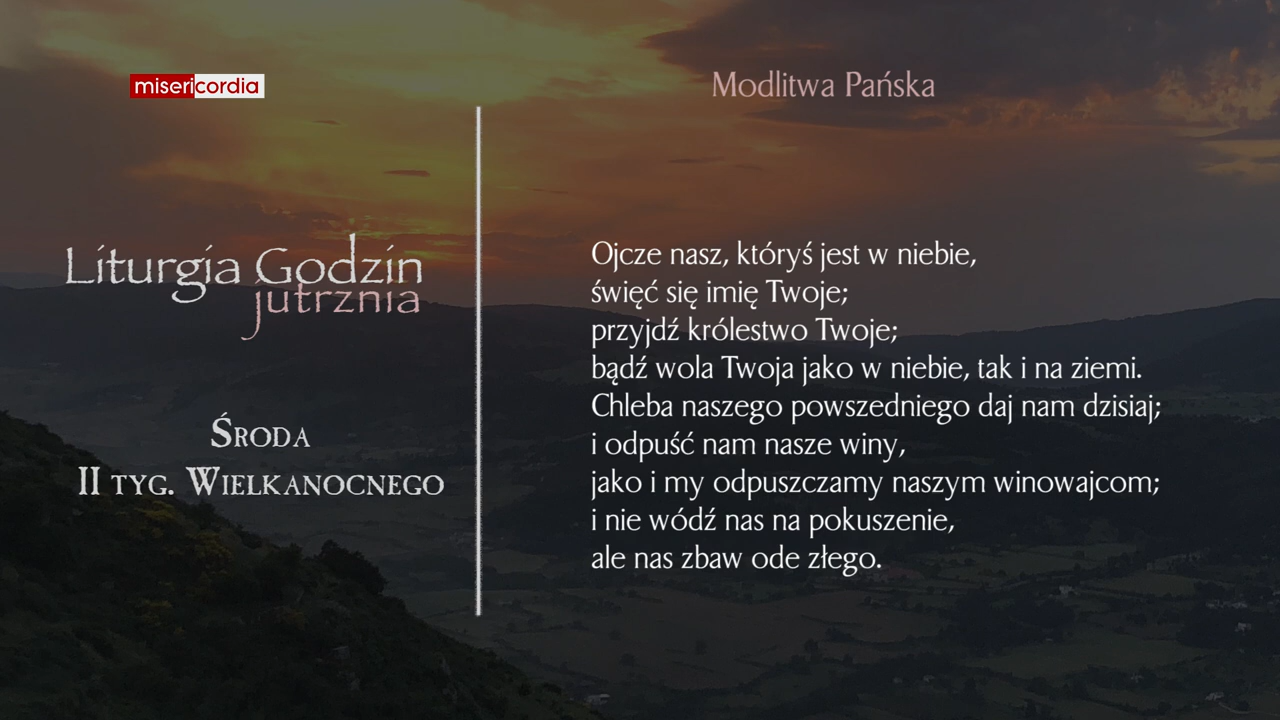 misericordia
Liturgia Godzin
jutrznia
Środa
II tyg. Wielkanocnego
Modlitwa Pańska
Ojcze nasz, któryś jest w niebie,
święć się imię Twoje;
przyjdź królestwo Twoje;
bądź wola Twoja jako w niebie, tak i na ziemi.
Chleba naszego powszedniego daj nam dzisiaj;
i odpuść nam nasze winy,
jako i my odpuszczamy naszym winowajcom;
i nie wódź nas na pokuszenie,
ale nas zbaw ode złego.